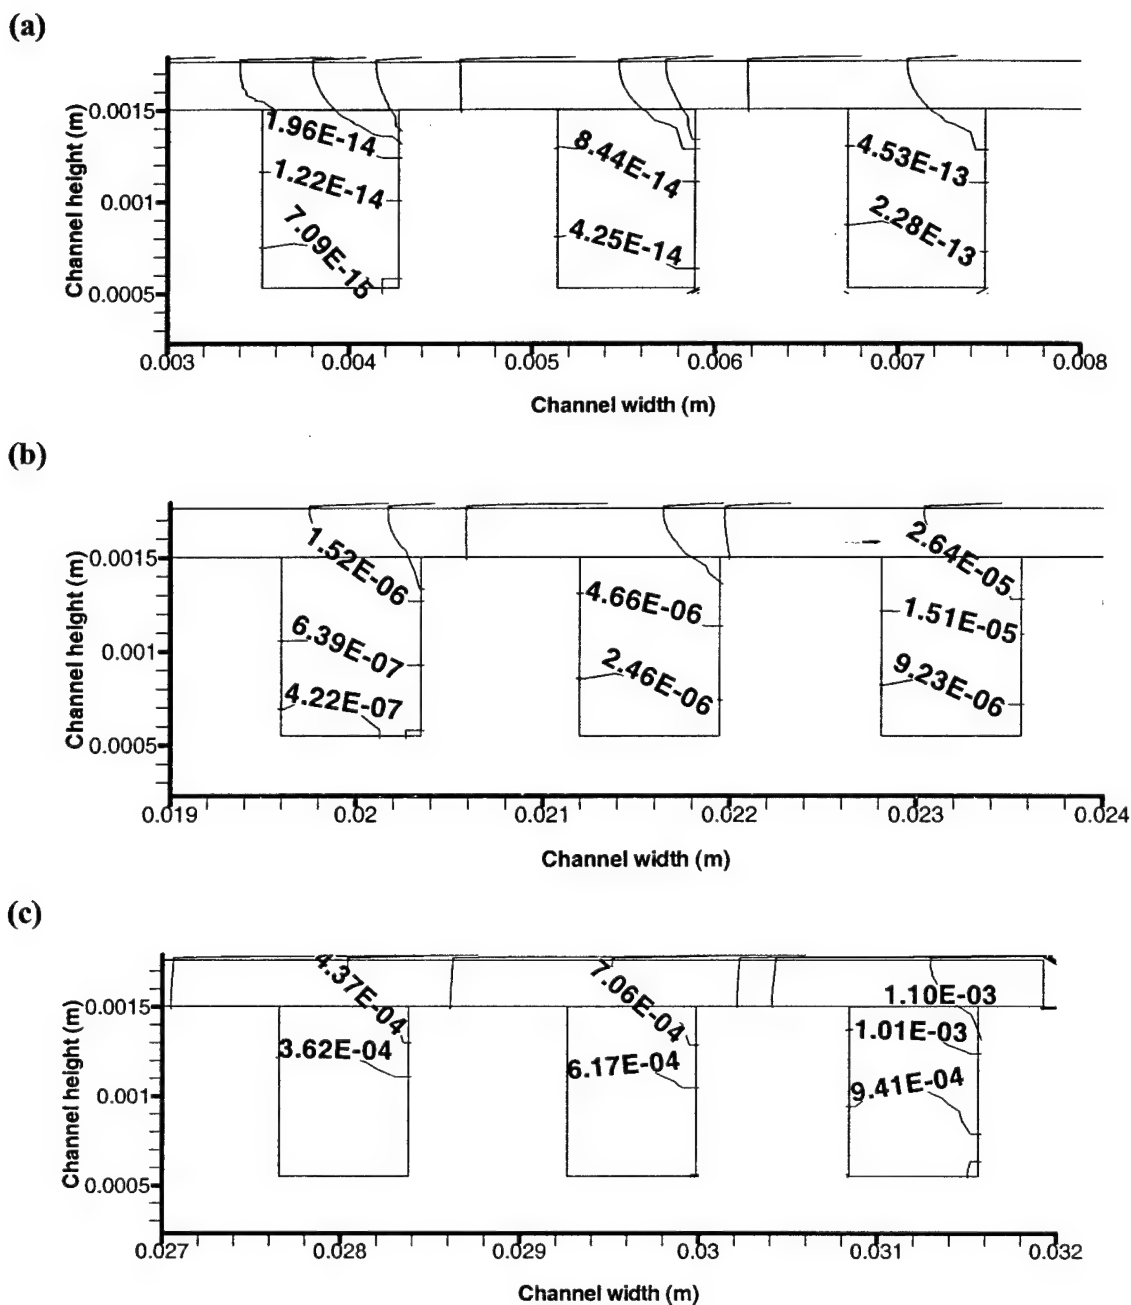 (a)
Channel height (m)
0.0015
0.001
0.0005
1.96E-14
1.22E-14
7.09E-15
8.44E-14
4.25E-14
4.53E-13
2.28E-13
0.003 0.004 0.005 0.006 0.007 0.008
Channel width (m)
(b)
Channel height (m)
0.0015
0.001
0.0005
1.52E-06
6.39E-07
4.22E-07
4.66E-06
2.46E-06
2.64E-05
1.51E-05
9.23E-06
0.019 0.02 0.021 0.022 0.023 0.024
Channel width (m)
(c)
Channel height (m)
0.0015
0.001
0.0005
4.37E-04
3.62E-04
7.06E-04
6.17E-04
1.10E-03
1.01E-03
9.41E-04
0.027 0.028 0.029 0.03 0.031 0.032
Channel width (m)